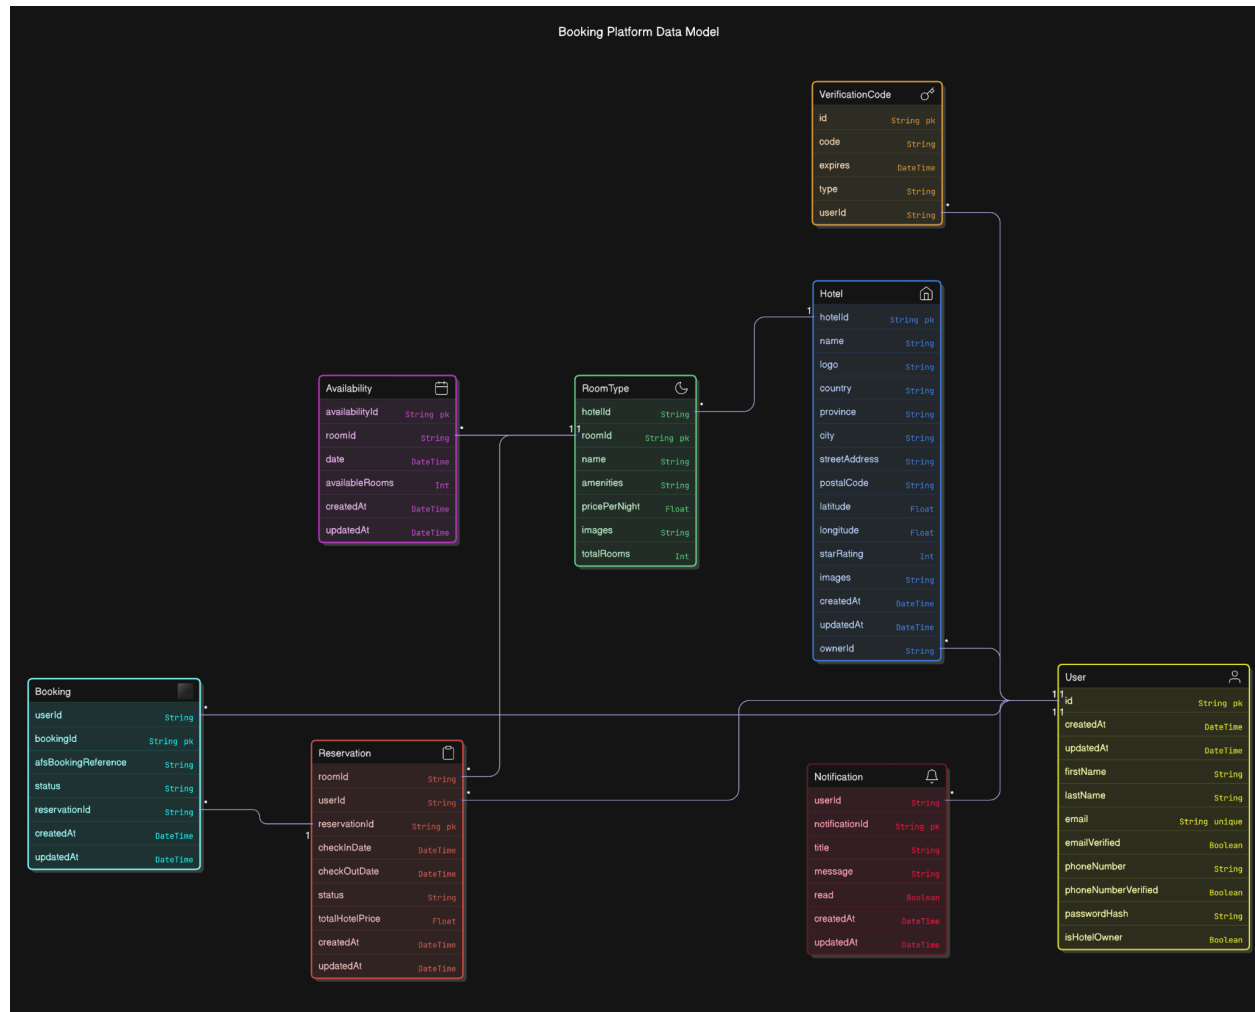 Booking Platform Data Model
VerificationCode
id String pk
code String
expires DateTime
type String
userId String
Hotel
hotelId String pk
name String
logo String
country String
province String
city String
streetAddress String
postalCode String
latitude Float
longitude Float
starRating Int
images String
createdAt DateTime
updatedAt DateTime
ownerId String
Availability
availabilityId String pk
roomId String
date DateTime
availableRooms Int
createdAt DateTime
updatedAt DateTime
RoomType
hotelId String
roomId String pk
name String
amenities String
pricePerNight Float
images String
totalRooms Int
Booking
userId String
bookingId String pk
afsBookingReference String
status String
reservationId String
createdAt DateTime
updatedAt DateTime
Reservation
roomId String
userId String
reservationId String pk
checkInDate DateTime
checkOutDate DateTime
status String
totalHotelPrice Float
createdAt DateTime
updatedAt DateTime
Notification
userId String
notificationId String pk
title String
message String
read Boolean
createdAt DateTime
updatedAt DateTime
User
id String pk
createdAt DateTime
updatedAt DateTime
firstName String
lastName String
email String unique
emailVerified Boolean
phoneNumber String
phoneNumberVerified Boolean
passwordHash String
isHotelOwner Boolean
1
1 1
1
1 1
1 1